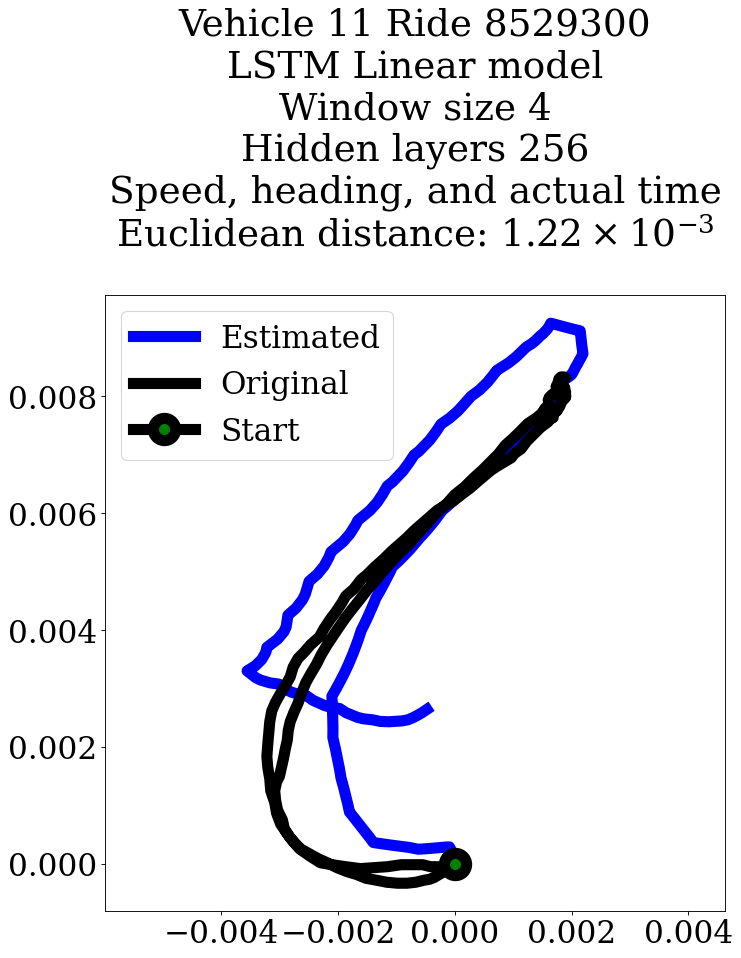 Vehicle 11 Ride 8529300
LSTM Linear model
Window size 4
Hidden layers 256
Speed, heading, and actual time
Euclidean distance: 1.22 × 10⁻³
Estimated
Original
Start
0.008
0.006
0.004
0.002
0.000
−0.004 −0.002 0.000 0.002 0.004